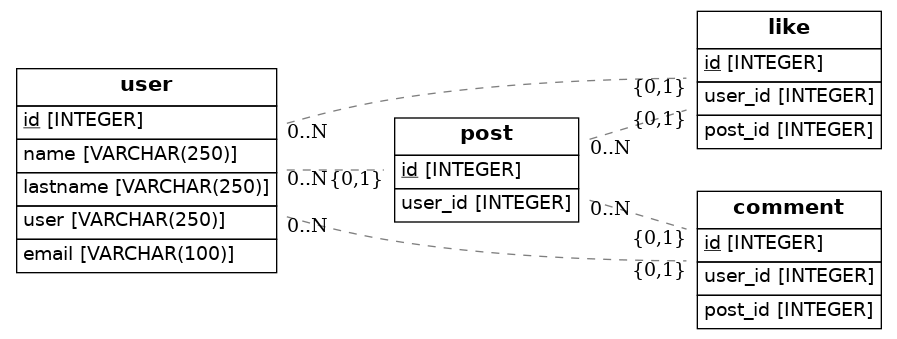 user
id [INTEGER]
name [VARCHAR(250)]
lastname [VARCHAR(250)]
user [VARCHAR(250)]
email [VARCHAR(100)]
0..N
0..N
0..N
{0,1}
post
id [INTEGER]
user_id [INTEGER]
0..N
0..N
{0,1}
{0,1}
{0,1}
{0,1}
like
id [INTEGER]
user_id [INTEGER]
post_id [INTEGER]
comment
id [INTEGER]
user_id [INTEGER]
post_id [INTEGER]